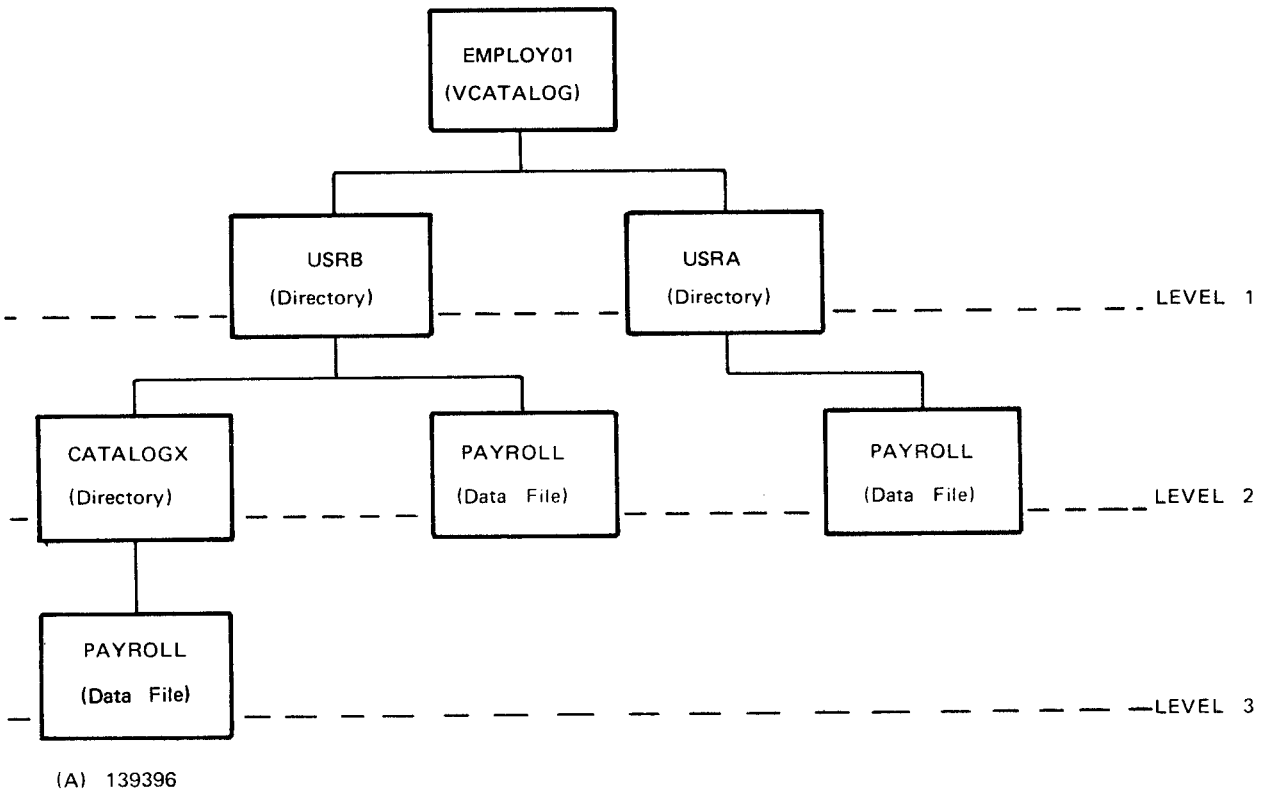 EMPLOY01
(VCATALOG)
USRB
(Directory)
USRA
(Directory)
LEVEL 1
CATALOGX
(Directory)
PAYROLL
(Data File)
PAYROLL
(Data File)
LEVEL 2
PAYROLL
(Data File)
LEVEL 3
(A) 139396